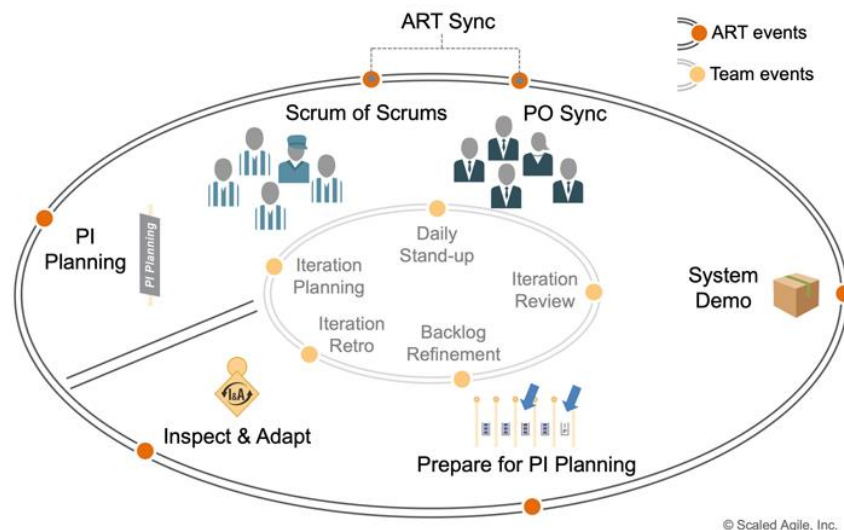 ART Sync
ART events
Team events
Scrum of Scrums
PO Sync
PI
Planning
PI Planning
Daily
Stand-up
Iteration
Planning
Iteration
Review
System
Demo
Iteration
Retro
Backlog
Refinement
I&A
Inspect & Adapt
Prepare for PI Planning
© Scaled Agile, Inc.